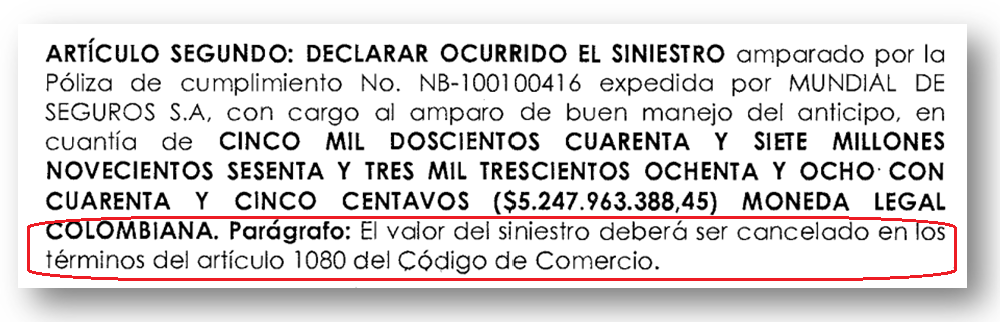 ARTÍCULO SEGUNDO: DECLARAR OCURRIDO EL SINIESTRO amparado por la
Póliza de cumplimiento No. NB-100100416 expedida por MUNDIAL DE
SEGUROS S.A, con cargo al amparo de buen manejo del anticipo, en
cuantía de CINCO MIL DOSCIENTOS CUARENTA Y SIETE MILLONES
NOVECIENTOS SESENTA Y TRES MIL TRESCIENTOS OCHENTA Y OCHO CON
CUARENTA Y CINCO CENTAVOS ($5.247.963.388,45) MONEDA LEGAL
COLOMBIANA. Parágrafo: El valor del siniestro deberá ser cancelado en los
términos del artículo 1080 del Código de Comercio.